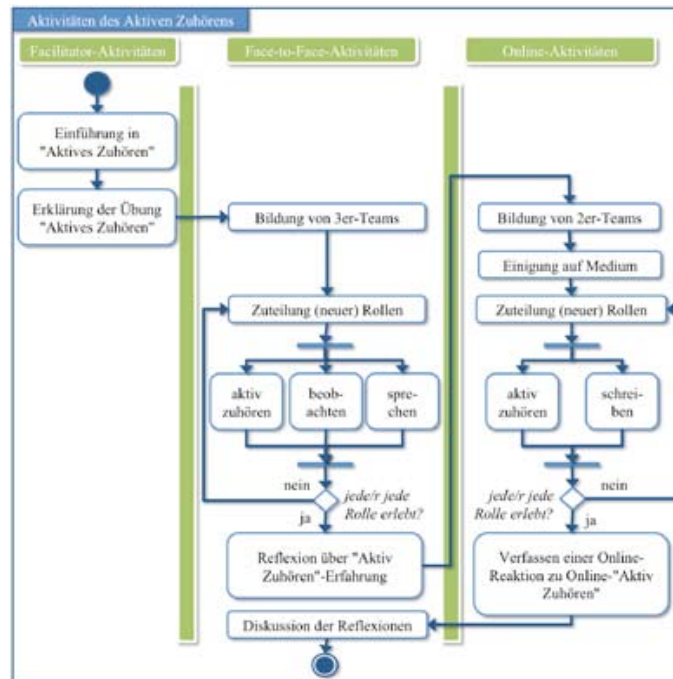 Aktivitäten des Aktiven Zuhörens
Facilitator-Aktivitäten
Face-to-Face-Aktivitäten
Online-Aktivitäten
Einführung in
"Aktives Zuhören"
Erklärung der Übung
"Aktives Zuhören"
Bildung von 3er-Teams
Zuteilung (neuer) Rollen
aktiv
zuhören
beob-
achten
spre-
chen
nein
jede/r jede
Rolle erlebt?
ja
Reflexion über "Aktiv
Zuhören"-Erfahrung
Bildung von 2er-Teams
Einigung auf Medium
Zuteilung (neuer) Rollen
aktiv
zuhören
schrei-
ben
jede/r jede
Rolle erlebt?
nein
ja
Verfassen einer Online-
Reaktion zu Online-"Aktiv
Zuhören"
Diskussion der Reflexionen